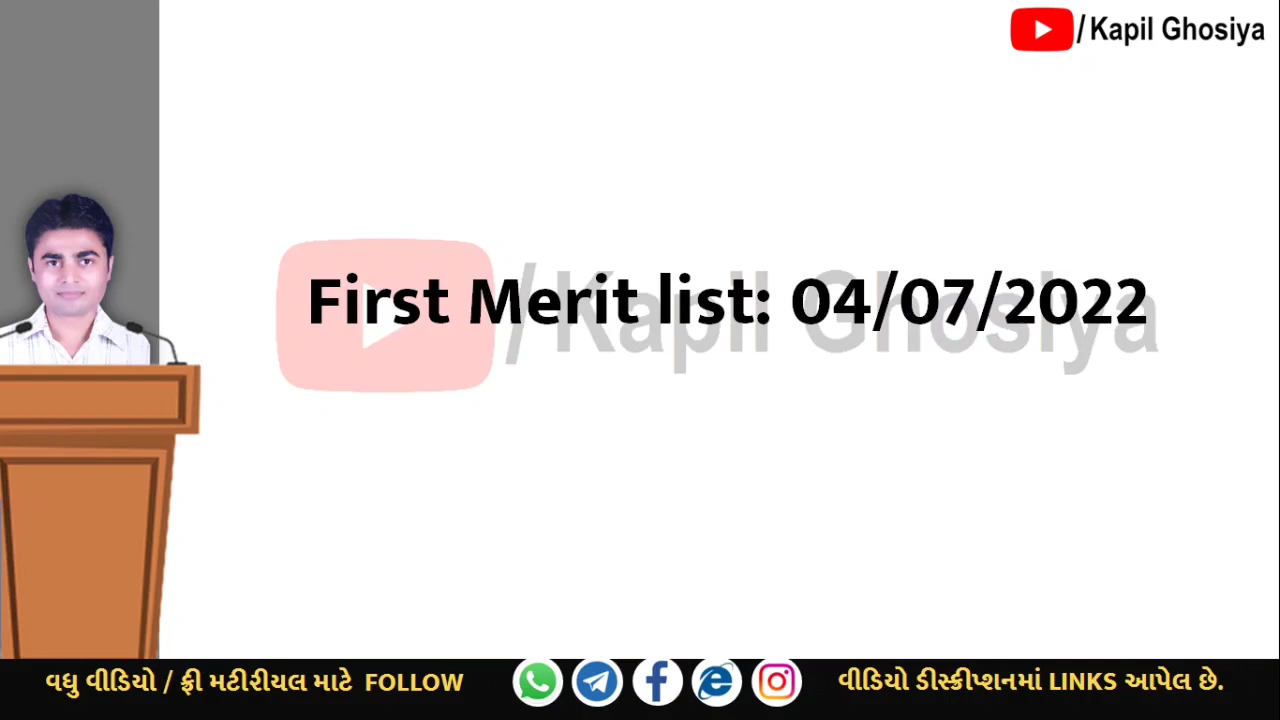 /Kapil Ghosiya
First Merit list: 04/07/2022
/Kapil Ghosiya
વધુ વીડિયો / ફ્રી મટીરીયલ માટે FOLLOW
વીડિયો ડીસ્ક્રીપ્શનમાં LINKS આપેલ છે.